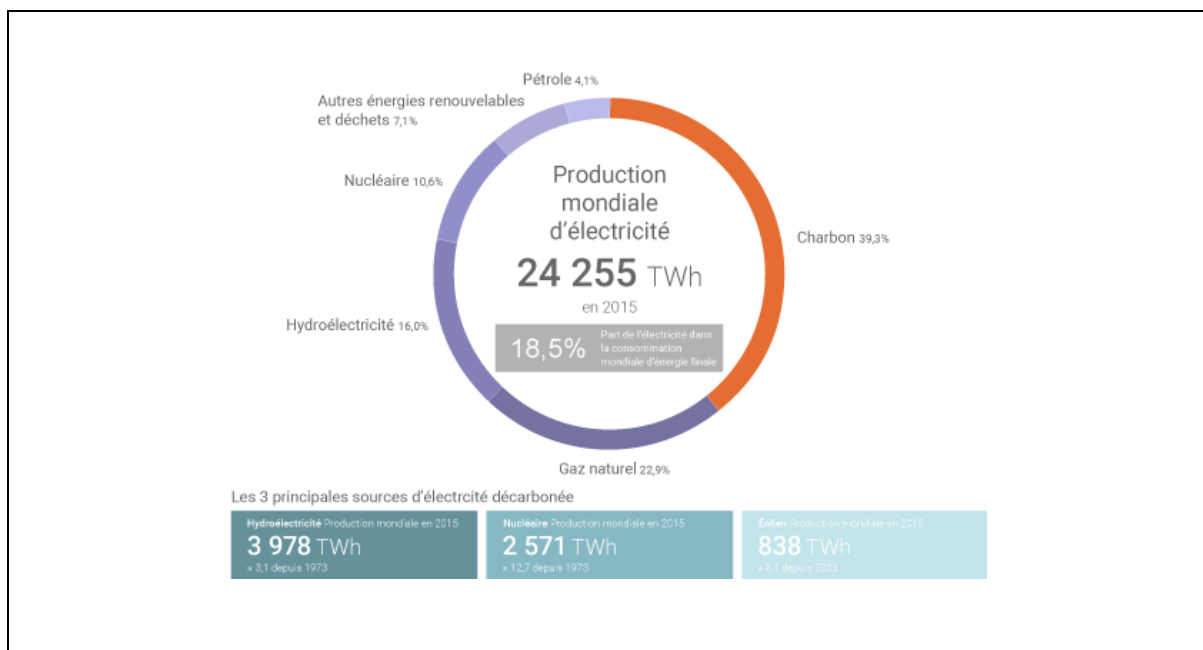 Pétrole 4,1%
Autres énergies renouvelables
et déchets 7,1%
Nucléaire 10,6%
Production
mondiale
d'électricité
Charbon 39,3%
24 255 TWh
en 2015
Hydroélectricité 16,0%
18,5%
Part de l'électricité dans
la consommation
mondiale d'énergie finale
Gaz naturel 22,9%
Les 3 principales sources d'électrcité décarbonée
Hydroélectricité Production mondiale en 2015
3 978 TWh
× 3,1 depuis 1973
Nucléaire Production mondiale en 2015
2 571 TWh
× 12,7 depuis 1973
Éolien Production mondiale en 2015
838 TWh
× 8,1 depuis 2005